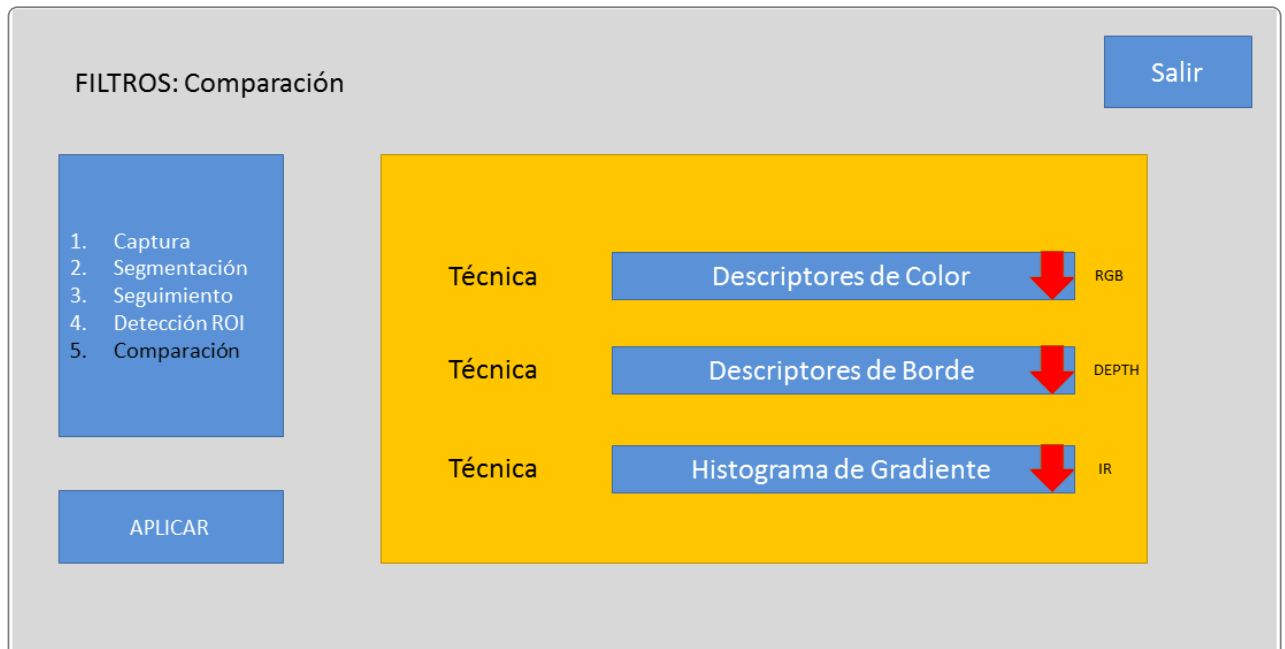 FILTROS: Comparación
Salir
1. Captura
2. Segmentación
3. Seguimiento
4. Detección ROI
5. Comparación
APLICAR
Técnica Descriptores de Color RGB
Técnica Descriptores de Borde DEPTH
Técnica Histograma de Gradiente IR